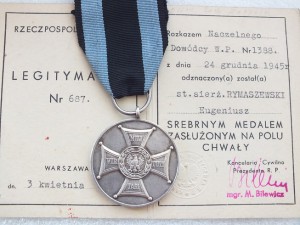 RZECZPOSPOL
LEGITYMA
Nr 687.
WARSZAWA
do. 3 kwietnia
Rozkazem Naczelnego
Dowódcy W.P. Nr 1388.
z dnia 24 grudnia 1945r
odznaczony(a) został(a)
st.sierż.RYMASZEWSKI
Eugeniusz
SREBRNYM MEDALEM
ZASŁUŻONYM NA POLU
CHWAŁY
Kancelaria Cywilna
Prezydenta R. P.
mgr. M. Bilewicz